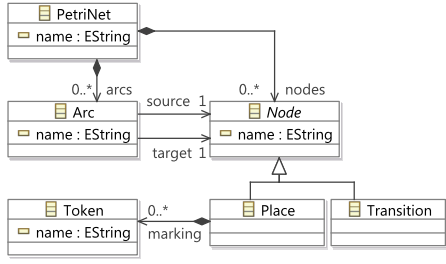 PetriNet
name : EString
0..* arcs
0..* nodes
Arc
name : EString
source 1
target 1
Node
name : EString
Token
name : EString
0..*
marking
Place
Transition